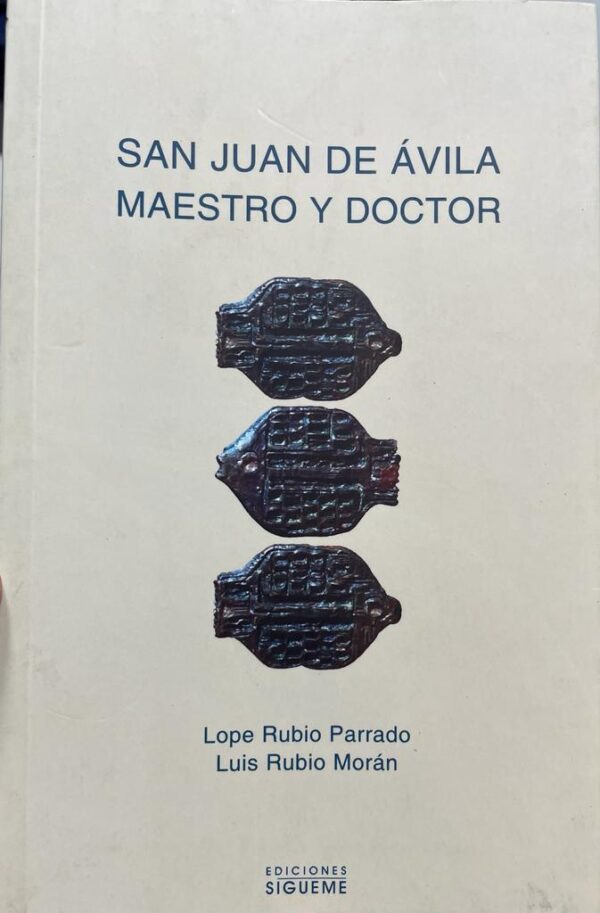 SAN JUAN DE ÁVILA
MAESTRO Y DOCTOR
Lope Rubio Parrado
Luis Rubio Morán
EDICIONES
SIGUEME